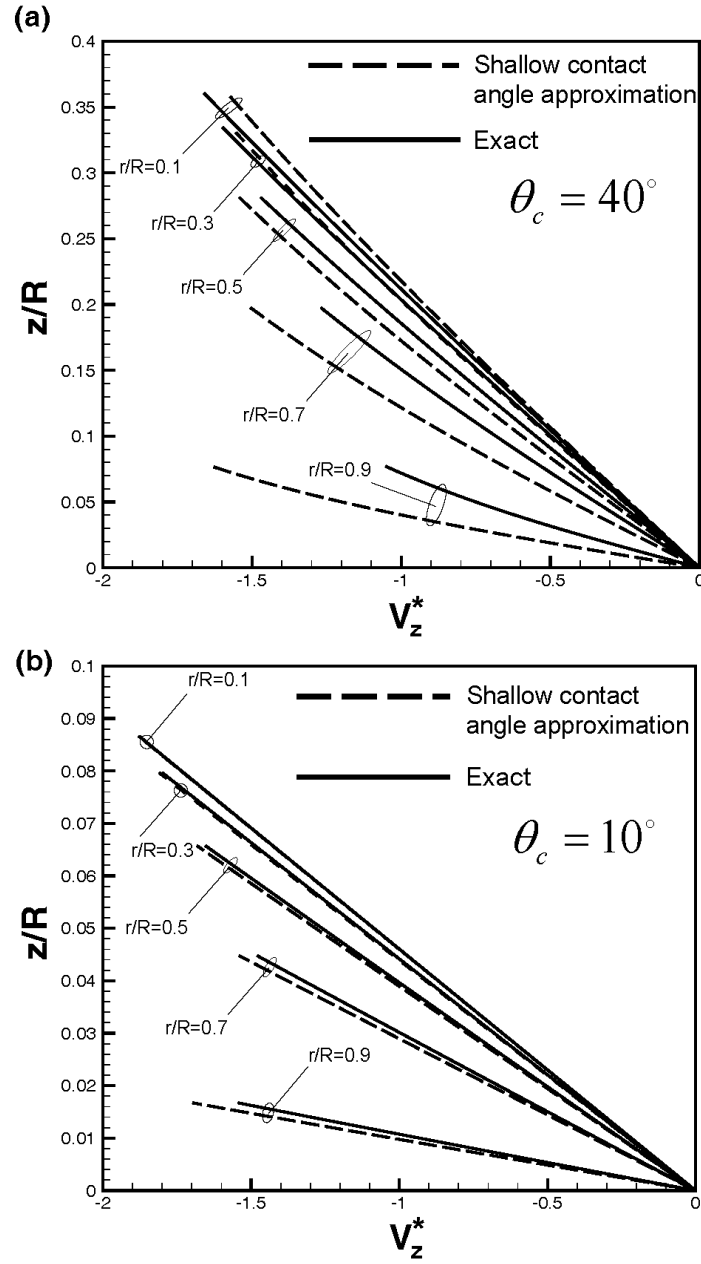 (a)
0.4
0.35
0.3
0.25
0.2
0.15
0.1
0.05
0
z/R
Shallow contact
angle approximation
Exact
θc = 40°
r/R=0.1
r/R=0.3
r/R=0.5
r/R=0.7
r/R=0.9
-2 -1.5 -1 -0.5 0
Vz*
(b)
0.1
0.09
0.08
0.07
0.06
0.05
0.04
0.03
0.02
0.01
0
z/R
r/R=0.1
Shallow contact
angle approximation
Exact
θc = 10°
r/R=0.3
r/R=0.5
r/R=0.7
r/R=0.9
-2 -1.5 -1 -0.5 0
Vz*